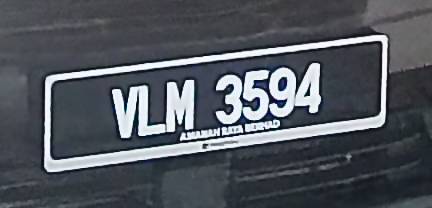 VLM 3594
AMANAH RAYA BERHAD